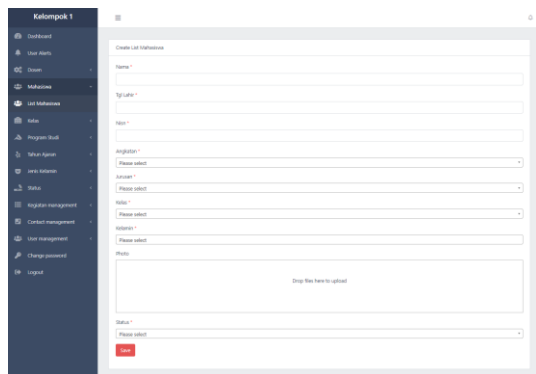 Kelompok 1
Dashboard
User Alerts
Dosen
Mahasiswa
List Mahasiswa
Kelas
Program Studi
Tahun Ajaran
Jenis Kelamin
Status
Registan management
Contact management
User management
Change password
Logout
Create List Mahasiswa
Name *
Tgl Lahir *
Nisn *
Angkatan *
Please select
Jurusan *
Please select
Kelas *
Please select
Kelamin *
Please select
Photo
Drop files here to upload
Status *
Please select
Save